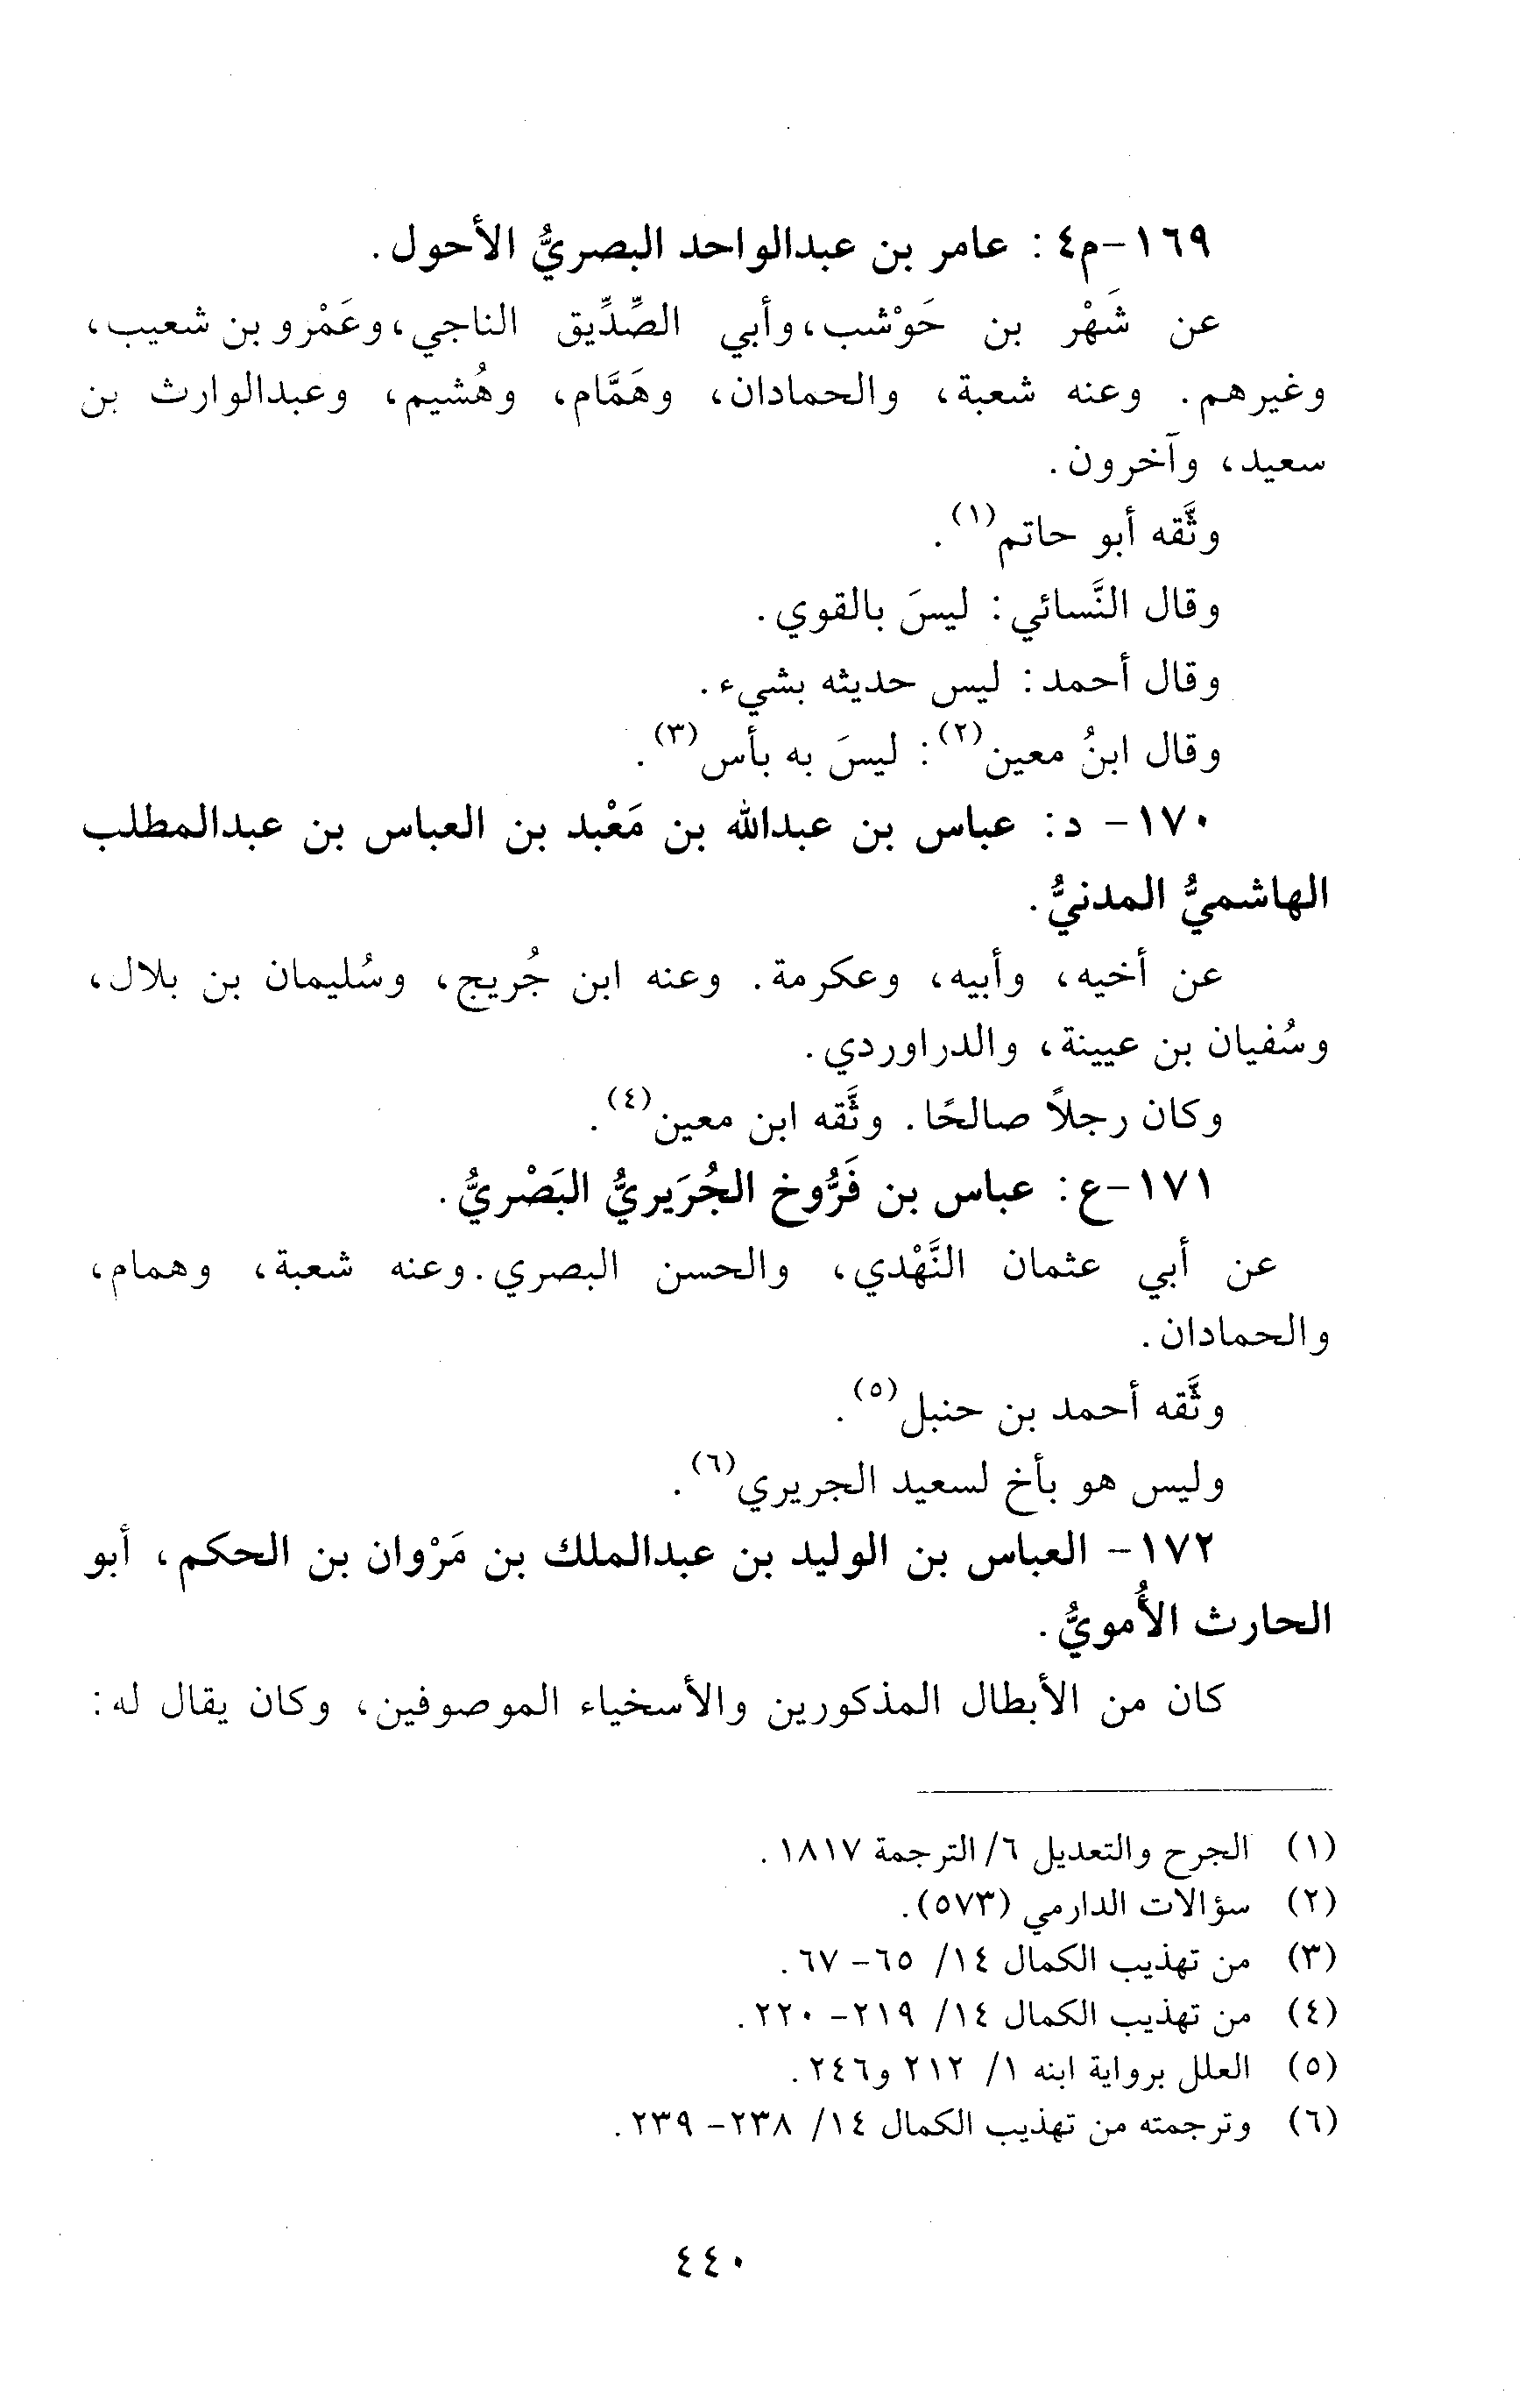 ١٦٩-م٤: عامر بن عبدالواحد البصريُّ الأحول.
عن شَهْر بن حَوْشب، وأبي الصِّدِّيق الناجي، وعَمْرو بن شعيب،
وغيرهم. وعنه شعبة، والحمادان، وهَمَّام، وهُشيم، وعبدالوارث بن
سعيد، وآخرون.
وثَّقه أبو حاتم(١).
وقال النَّسائي: ليسَ بالقوي.
وقال أحمد: ليس حديثه بشيء.
وقال ابنُ معين(٢): ليسَ به بأس(٣).
١٧٠- د: عباس بن عبدالله بن مَعْبد بن العباس بن عبدالمطلب
الهاشميُّ المدنيُّ.
عن أخيه، وأبيه، وعكرمة. وعنه ابن جُريج، وسُليمان بن بلال،
وسُفيان بن عيينة، والدراوردي.
وكان رجلاً صالحًا. وثَّقه ابن معين(٤).
١٧١-ع: عباس بن فَرُّوخ الجُرَيريُّ البَصْريُّ.
عن أبي عثمان النَّهْدي، والحسن البصري. وعنه شعبة، وهمام،
والحمادان.
وثَّقه أحمد بن حنبل(٥).
وليس هو بأخ لسعيد الجريري(٦).
١٧٢- العباس بن الوليد بن عبدالملك بن مَرْوان بن الحكم، أبو
الحارث الأُمويُّ.
كان من الأبطال المذكورين والأسخياء الموصوفين، وكان يقال له:
(١) الجرح والتعديل ٦/ الترجمة ١٨١٧.
(٢) سؤالات الدارمي (٥٧٣).
(٣) من تهذيب الكمال ١٤/ ٦٥- ٦٧.
(٤) من تهذيب الكمال ١٤/ ٢١٩- ٢٢٠.
(٥) العلل برواية ابنه ١/ ٢١٢ و٢٤٦.
(٦) وترجمته من تهذيب الكمال ١٤/ ٢٣٨- ٢٣٩.
٤٤٠